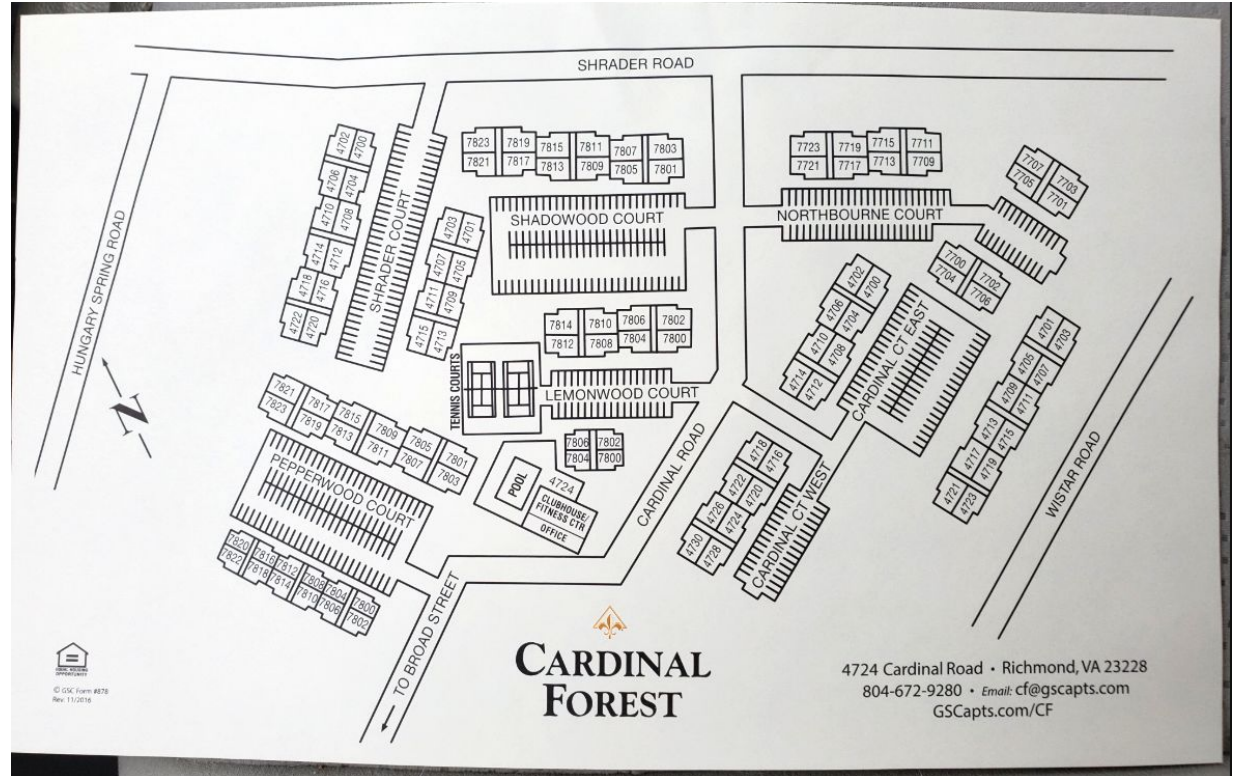 SHRADER ROAD
HUNGARY SPRING ROAD
N
SHRADER COURT
4702 4700
4706 4704
4710 4708
4714 4712
4718 4716
4722 4720
4703 4701
4707 4705
4711 4709
4715 4713
7823 7819 7815 7811 7807 7803
7821 7817 7813 7809 7805 7801
SHADOWOOD COURT
7723 7719 7715 7711
7721 7717 7713 7709
NORTHBOURNE COURT
7707 7703
7705 7701
7700 7702
7704 7706
7814 7810 7806 7802
7812 7808 7804 7800
TENNIS COURTS
LEMONWOOD COURT
7806 7802
7804 7800
4702 4700
4706 4704
4710 4708
4714 4712
CARDINAL CT EAST
4701 4703
4705 4707
4709 4711
4713 4715
4717 4719
4721 4723
WISTAR ROAD
7821 7817 7815 7809 7805 7801
7823 7819 7813 7811 7807 7803
PEPPERWOOD COURT
7820 7816 7812 7808 7804 7800
7822 7818 7814 7810 7806 7802
POOL
4724
CLUBHOUSE/
FITNESS CTR
OFFICE
CARDINAL ROAD
4718 4716
4722 4720
4726 4724
4730 4728
CARDINAL CT WEST
TO BROAD STREET
CARDINAL
FOREST
EQUAL HOUSING
OPPORTUNITY
© GSC Form #878
Rev. 11/2016
4724 Cardinal Road • Richmond, VA 23228
804-672-9280 • Email: cf@gscapts.com
GSCapts.com/CF